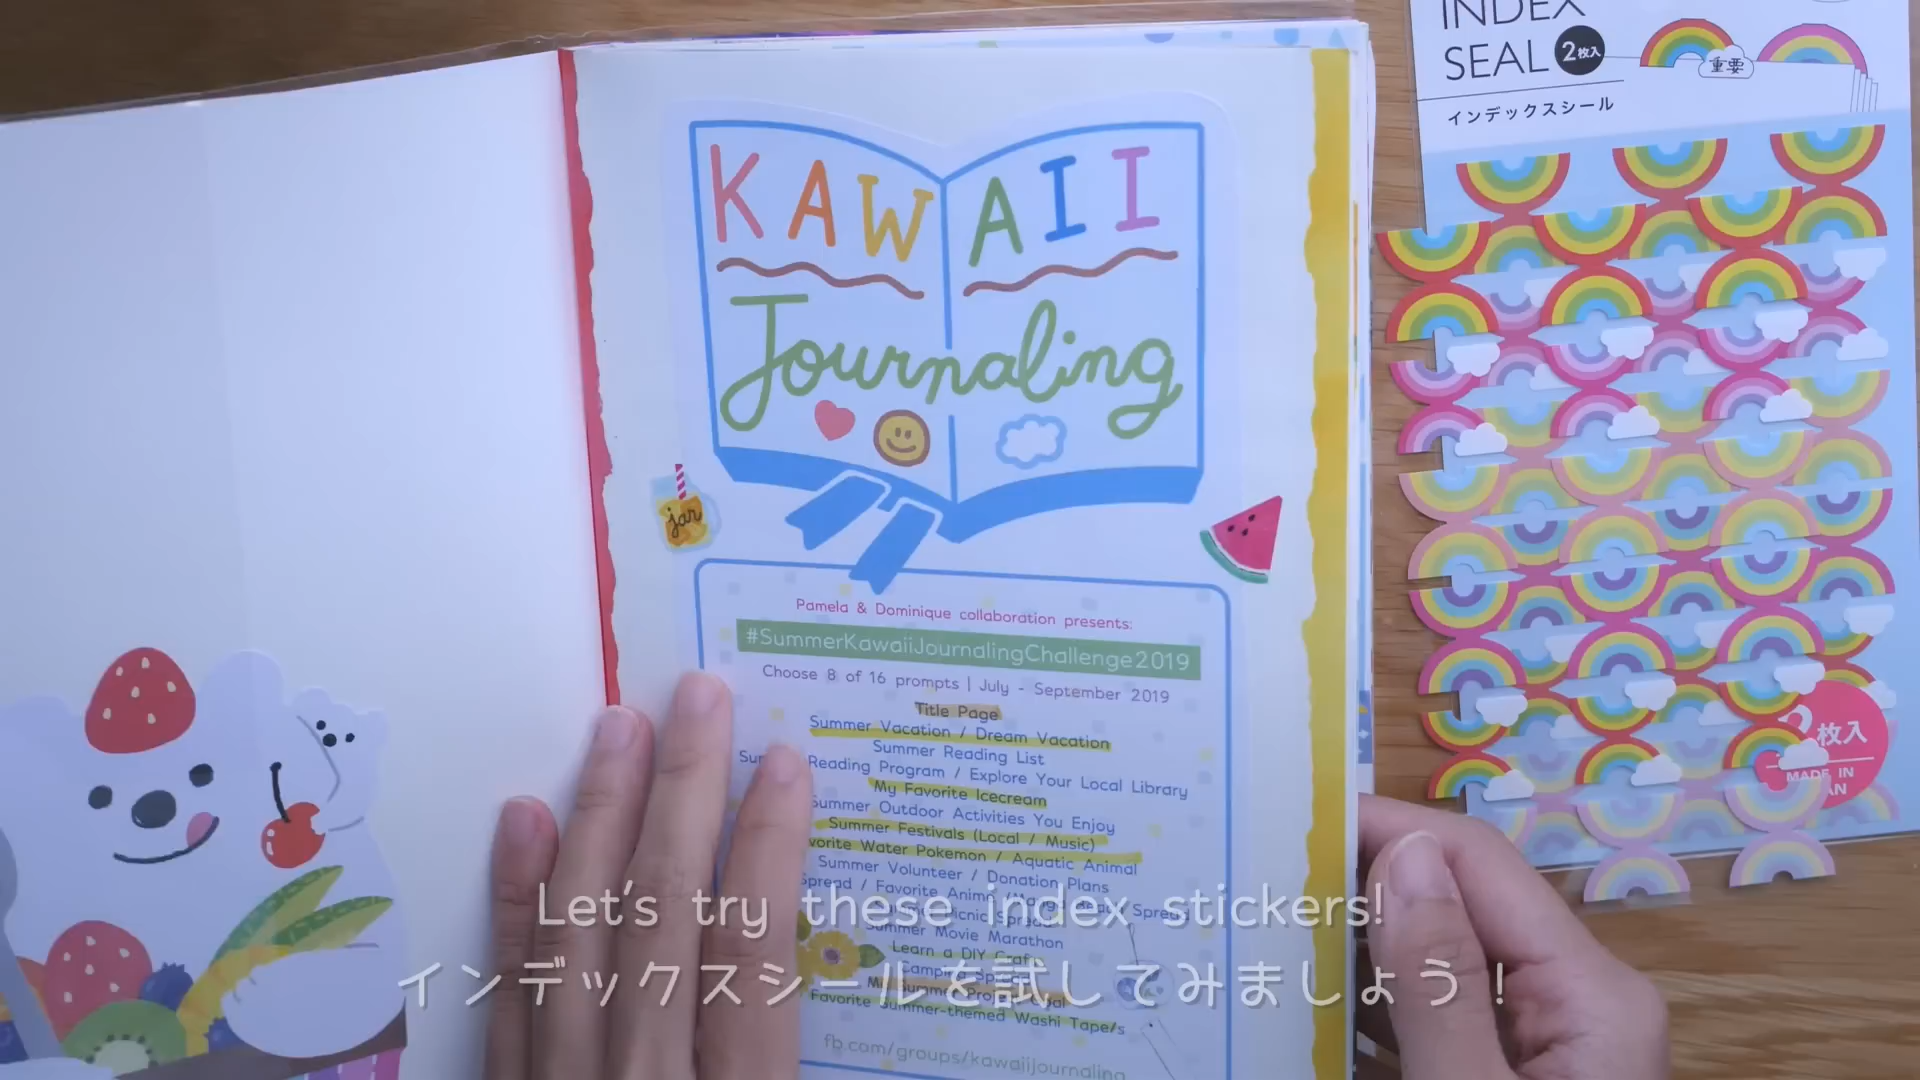 KAWAII
Journaling
jar
Pamela & Dominique collaboration presents:
#SummerKawaiiJournalingChallenge2019
Choose 8 of 16 prompts | July - September 2019
Title Page
Summer Vacation / Dream Vacation
Summer Reading List
Reading Program / Explore Your Local Library
My Favorite Icecream
Summer Outdoor Activities You Enjoy
Summer Festivals (Local / Music)
Water Pokemon / Aquatic Animal
Summer Volunteer / Donation Plans
Spread / Favorite Spread
Picnic
Summer Movie Marathon
Learn a DIY Craft
Favorite Summer-themed Washi Tape/s
fb.com/groups/kawaiijournaling
INDEX
SEAL 2枚入
重要
インデックスシール
枚入
MADE IN
Let's try these index stickers!
インデックスシールを試してみましょう！